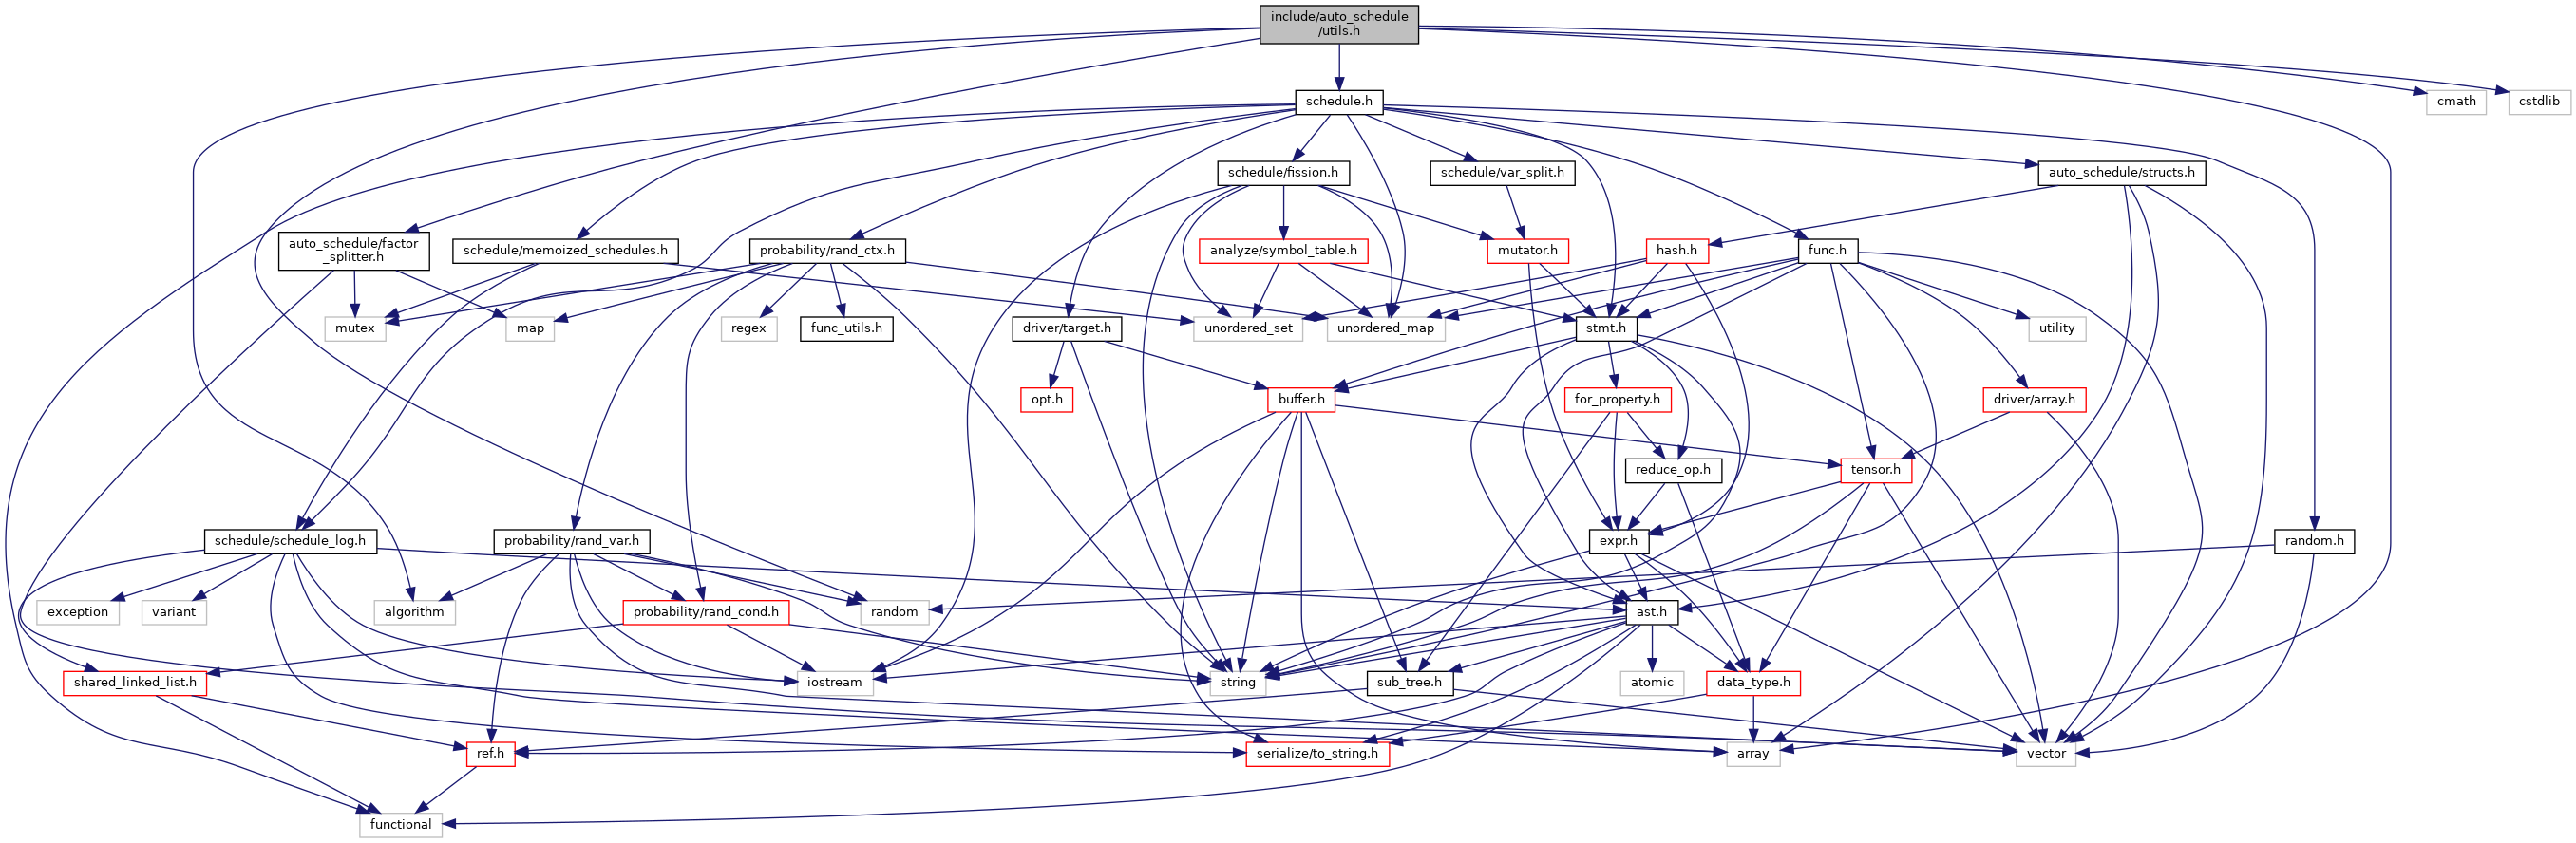 include/auto_schedule
/utils.h
schedule.h
cmath
cstdlib
schedule/fission.h
schedule/var_split.h
auto_schedule/structs.h
auto_schedule/factor
_splitter.h
schedule/memoized_schedules.h
probability/rand_ctx.h
analyze/symbol_table.h
mutator.h
hash.h
func.h
mutex
map
regex
func_utils.h
driver/target.h
unordered_set
unordered_map
stmt.h
utility
opt.h
buffer.h
for_property.h
driver/array.h
reduce_op.h
tensor.h
schedule/schedule_log.h
probability/rand_var.h
expr.h
random.h
exception
variant
algorithm
probability/rand_cond.h
random
ast.h
shared_linked_list.h
iostream
string
sub_tree.h
atomic
data_type.h
ref.h
serialize/to_string.h
array
vector
functional